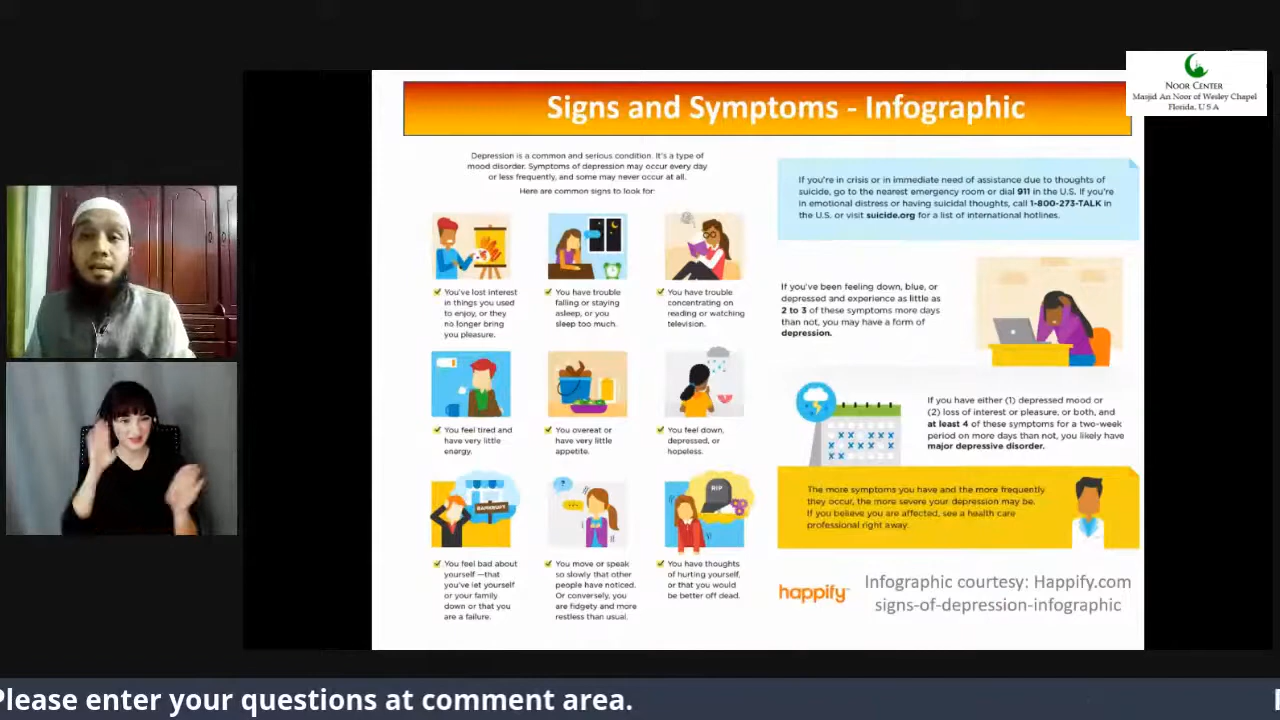 Signs and Symptoms - Infographic
NOOR CENTER
Masjid An Noor of Wesley Chapel
Florida, U S A
Depression is a common and serious condition. It's a type of
mood disorder. Symptoms of depression may occur every day
or less frequently, and some may never occur at all.
Here are common signs to look for:
You've lost interest
in things you used
to enjoy, or they
no longer bring
you pleasure.
You have trouble
falling or staying
asleep, or you
sleep too much.
You have trouble
concentrating on
reading or watching
television.
You feel tired and
have very little
energy.
You overeat or
have very little
appetite.
You feel down,
depressed, or
hopeless.
BANKRUPT
?
RIP
You feel bad about
yourself—that
you've let yourself
or your family
down or that you
are a failure.
You move or speak
so slowly that other
people have noticed.
Or conversely, you
are fidgety and more
restless than usual.
You have thoughts
of hurting yourself,
or that you would
be better off dead.
If you're in crisis or in immediate need of assistance due to thoughts of
suicide, go to the nearest emergency room or dial 911 in the U.S. If you're
in emotional distress or having suicidal thoughts, call 1-800-273-TALK in
the U.S. or visit suicide.org for a list of international hotlines.
If you've been feeling down, blue, or
depressed and experience as little as
2 to 3 of these symptoms more days
than not, you may have a form of
depression.
If you have either (1) depressed mood or
(2) loss of interest or pleasure, or both, and
at least 4 of these symptoms for a two-week
period on more days than not, you likely have
major depressive disorder.
The more symptoms you have and the more frequently
they occur, the more severe your depression may be.
If you believe you are affected, see a health care
professional right away.
happify
Infographic courtesy: Happify.com
signs-of-depression-infographic
Please enter your questions at comment area.